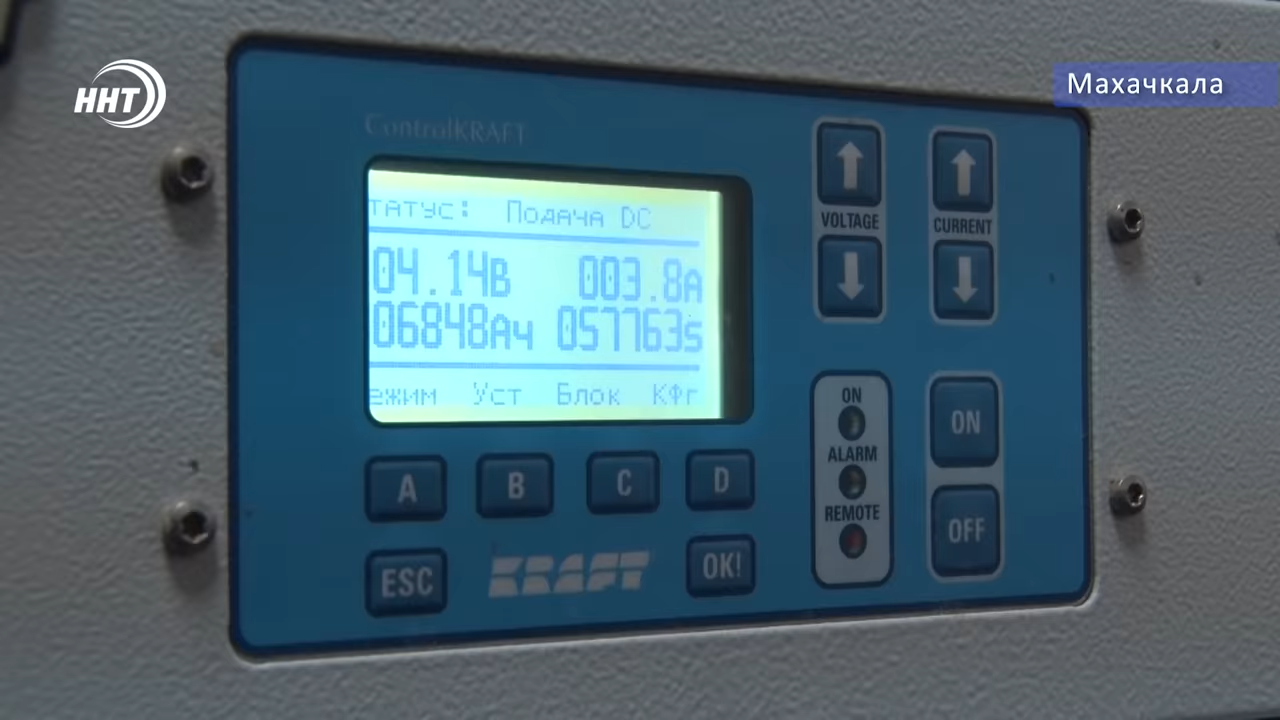 ННТ
Махачкала
ControlKRAFT
татус: Подача DC
04.14В 003.8А
06848Ач 057763s
ежим Уст Блок КФг
VOLTAGE
CURRENT
ON
ALARM
REMOTE
ON
OFF
A B C D
ESC KRAFT OK!